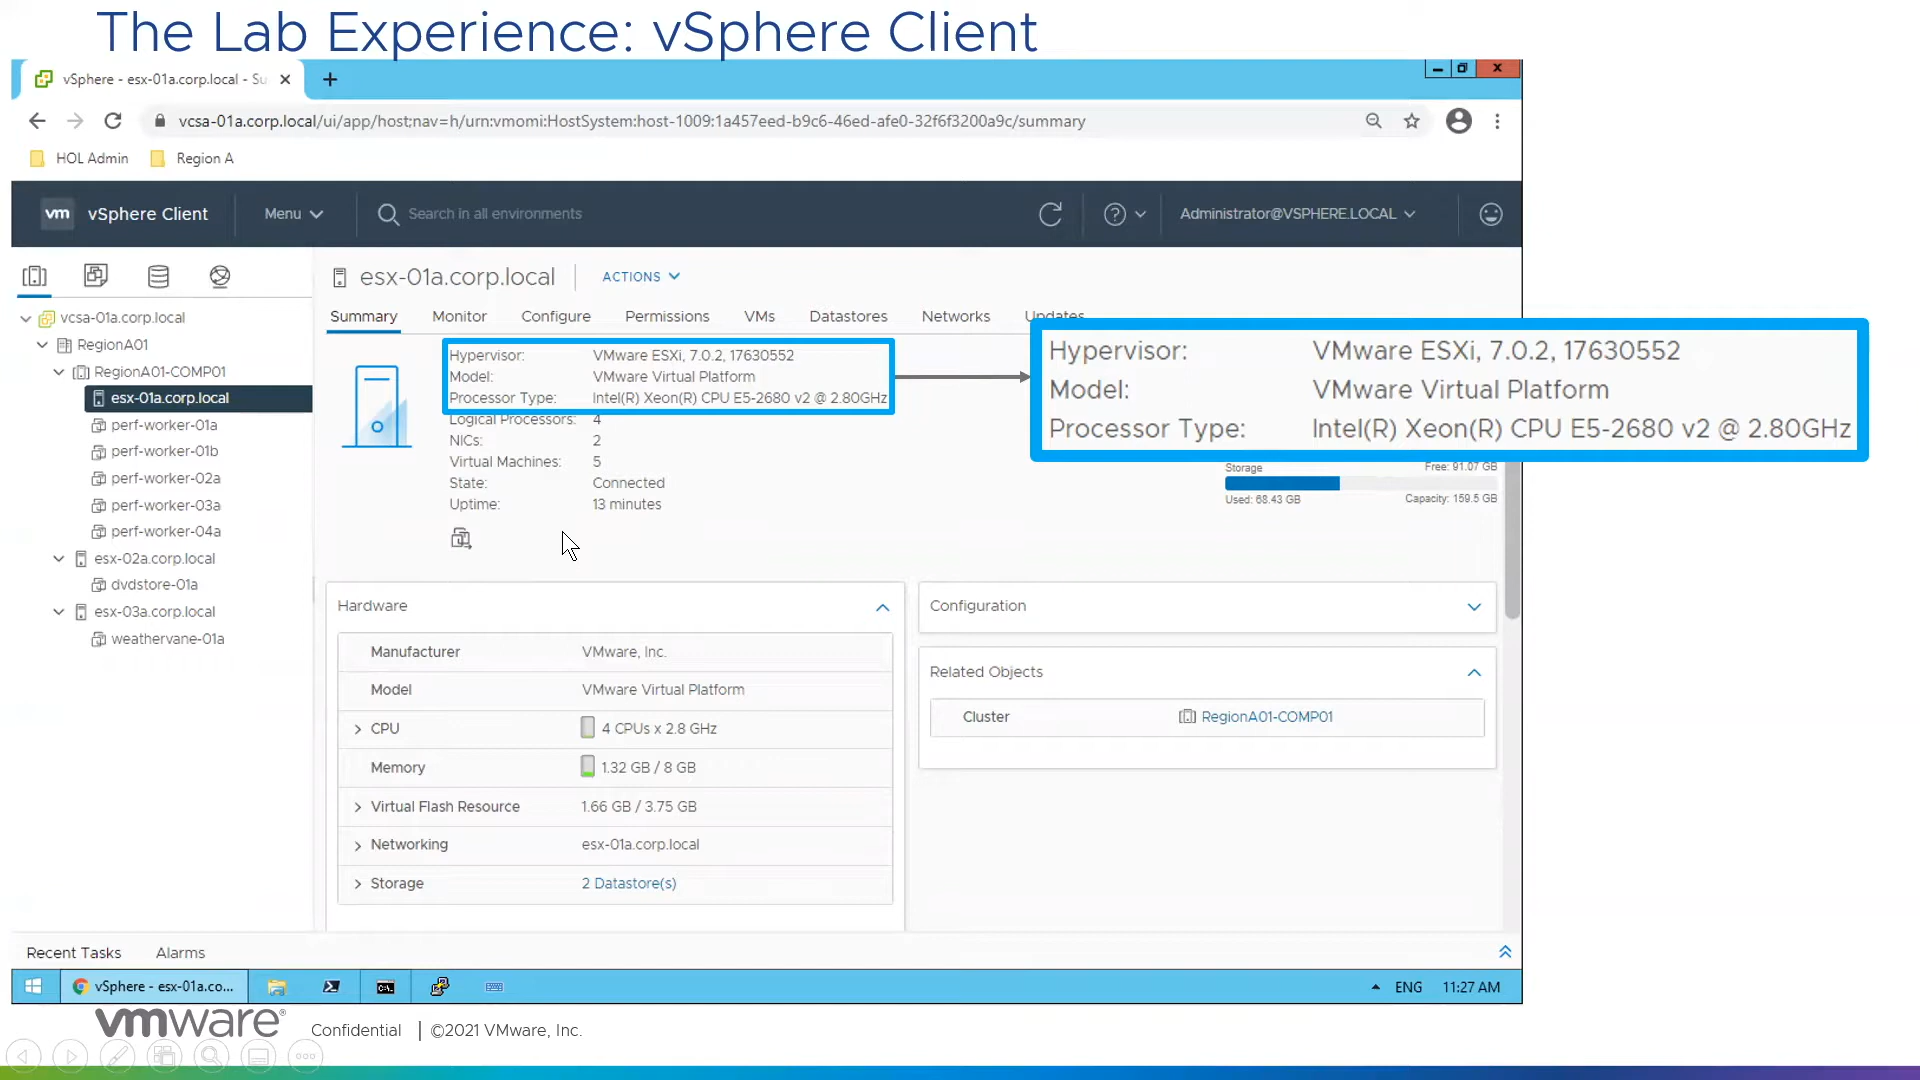 The Lab Experience: vSphere Client
vSphere - esx-01a.corp.local - Su
vcsa-01a.corp.local/ui/app/host;nav=h/urn:vmomi:HostSystem:host-1009:1a457eed-b9c6-46ed-afe0-32f6f3200a9c/summary
HOL Admin Region A
vm vSphere Client Menu Search in all environments Administrator@VSPHERE.LOCAL
vcsa-01a.corp.local
RegionA01
RegionA01-COMP01
esx-01a.corp.local
perf-worker-01a
perf-worker-01b
perf-worker-02a
perf-worker-03a
perf-worker-04a
esx-02a.corp.local
dvdstore-01a
esx-03a.corp.local
weathervane-01a
esx-01a.corp.local ACTIONS
Summary Monitor Configure Permissions VMs Datastores Networks Updates
Hypervisor: VMware ESXi, 7.0.2, 17630552
Model: VMware Virtual Platform
Processor Type: Intel(R) Xeon(R) CPU E5-2680 v2 @ 2.80GHz
Logical Processors: 4
NICs: 2
Virtual Machines: 5
State: Connected
Uptime: 13 minutes
Hypervisor: VMware ESXi, 7.0.2, 17630552
Model: VMware Virtual Platform
Processor Type: Intel(R) Xeon(R) CPU E5-2680 v2 @ 2.80GHz
Storage Free: 91.07 GB
Used: 68.43 GB Capacity: 159.5 GB
Hardware
Manufacturer VMware, Inc.
Model VMware Virtual Platform
CPU 4 CPUs x 2.8 GHz
Memory 1.32 GB / 8 GB
Virtual Flash Resource 1.66 GB / 3.75 GB
Networking esx-01a.corp.local
Storage 2 Datastore(s)
Configuration
Related Objects
Cluster RegionA01-COMP01
Recent Tasks Alarms
vSphere - esx-01a.co... ENG 11:27 AM
vmware® Confidential | ©2021 VMware, Inc.